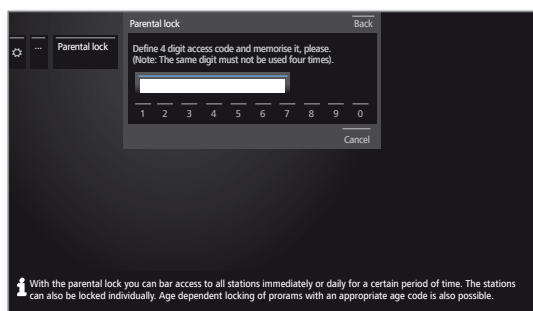 Parental lock Back
... Parental lock
Define 4 digit access code and memorise it, please.
(Note: The same digit must not be used four times).
1 2 3 4 5 6 7 8 9 0
Cancel
With the parental lock you can bar access to all stations immediately or daily for a certain period of time. The stations
can also be locked individually. Age dependent locking of prorams with an appropriate age code is also possible.